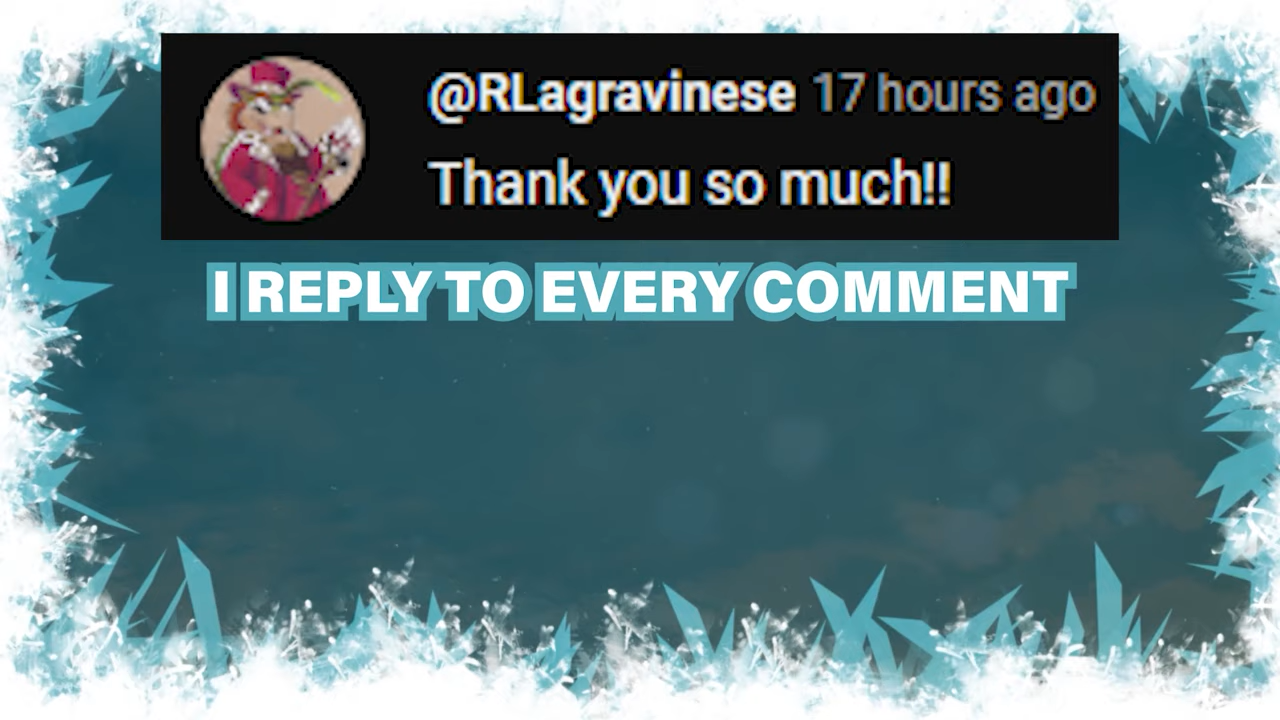 @RLagravinese 17 hours ago
Thank you so much!!
I REPLY TO EVERY COMMENT